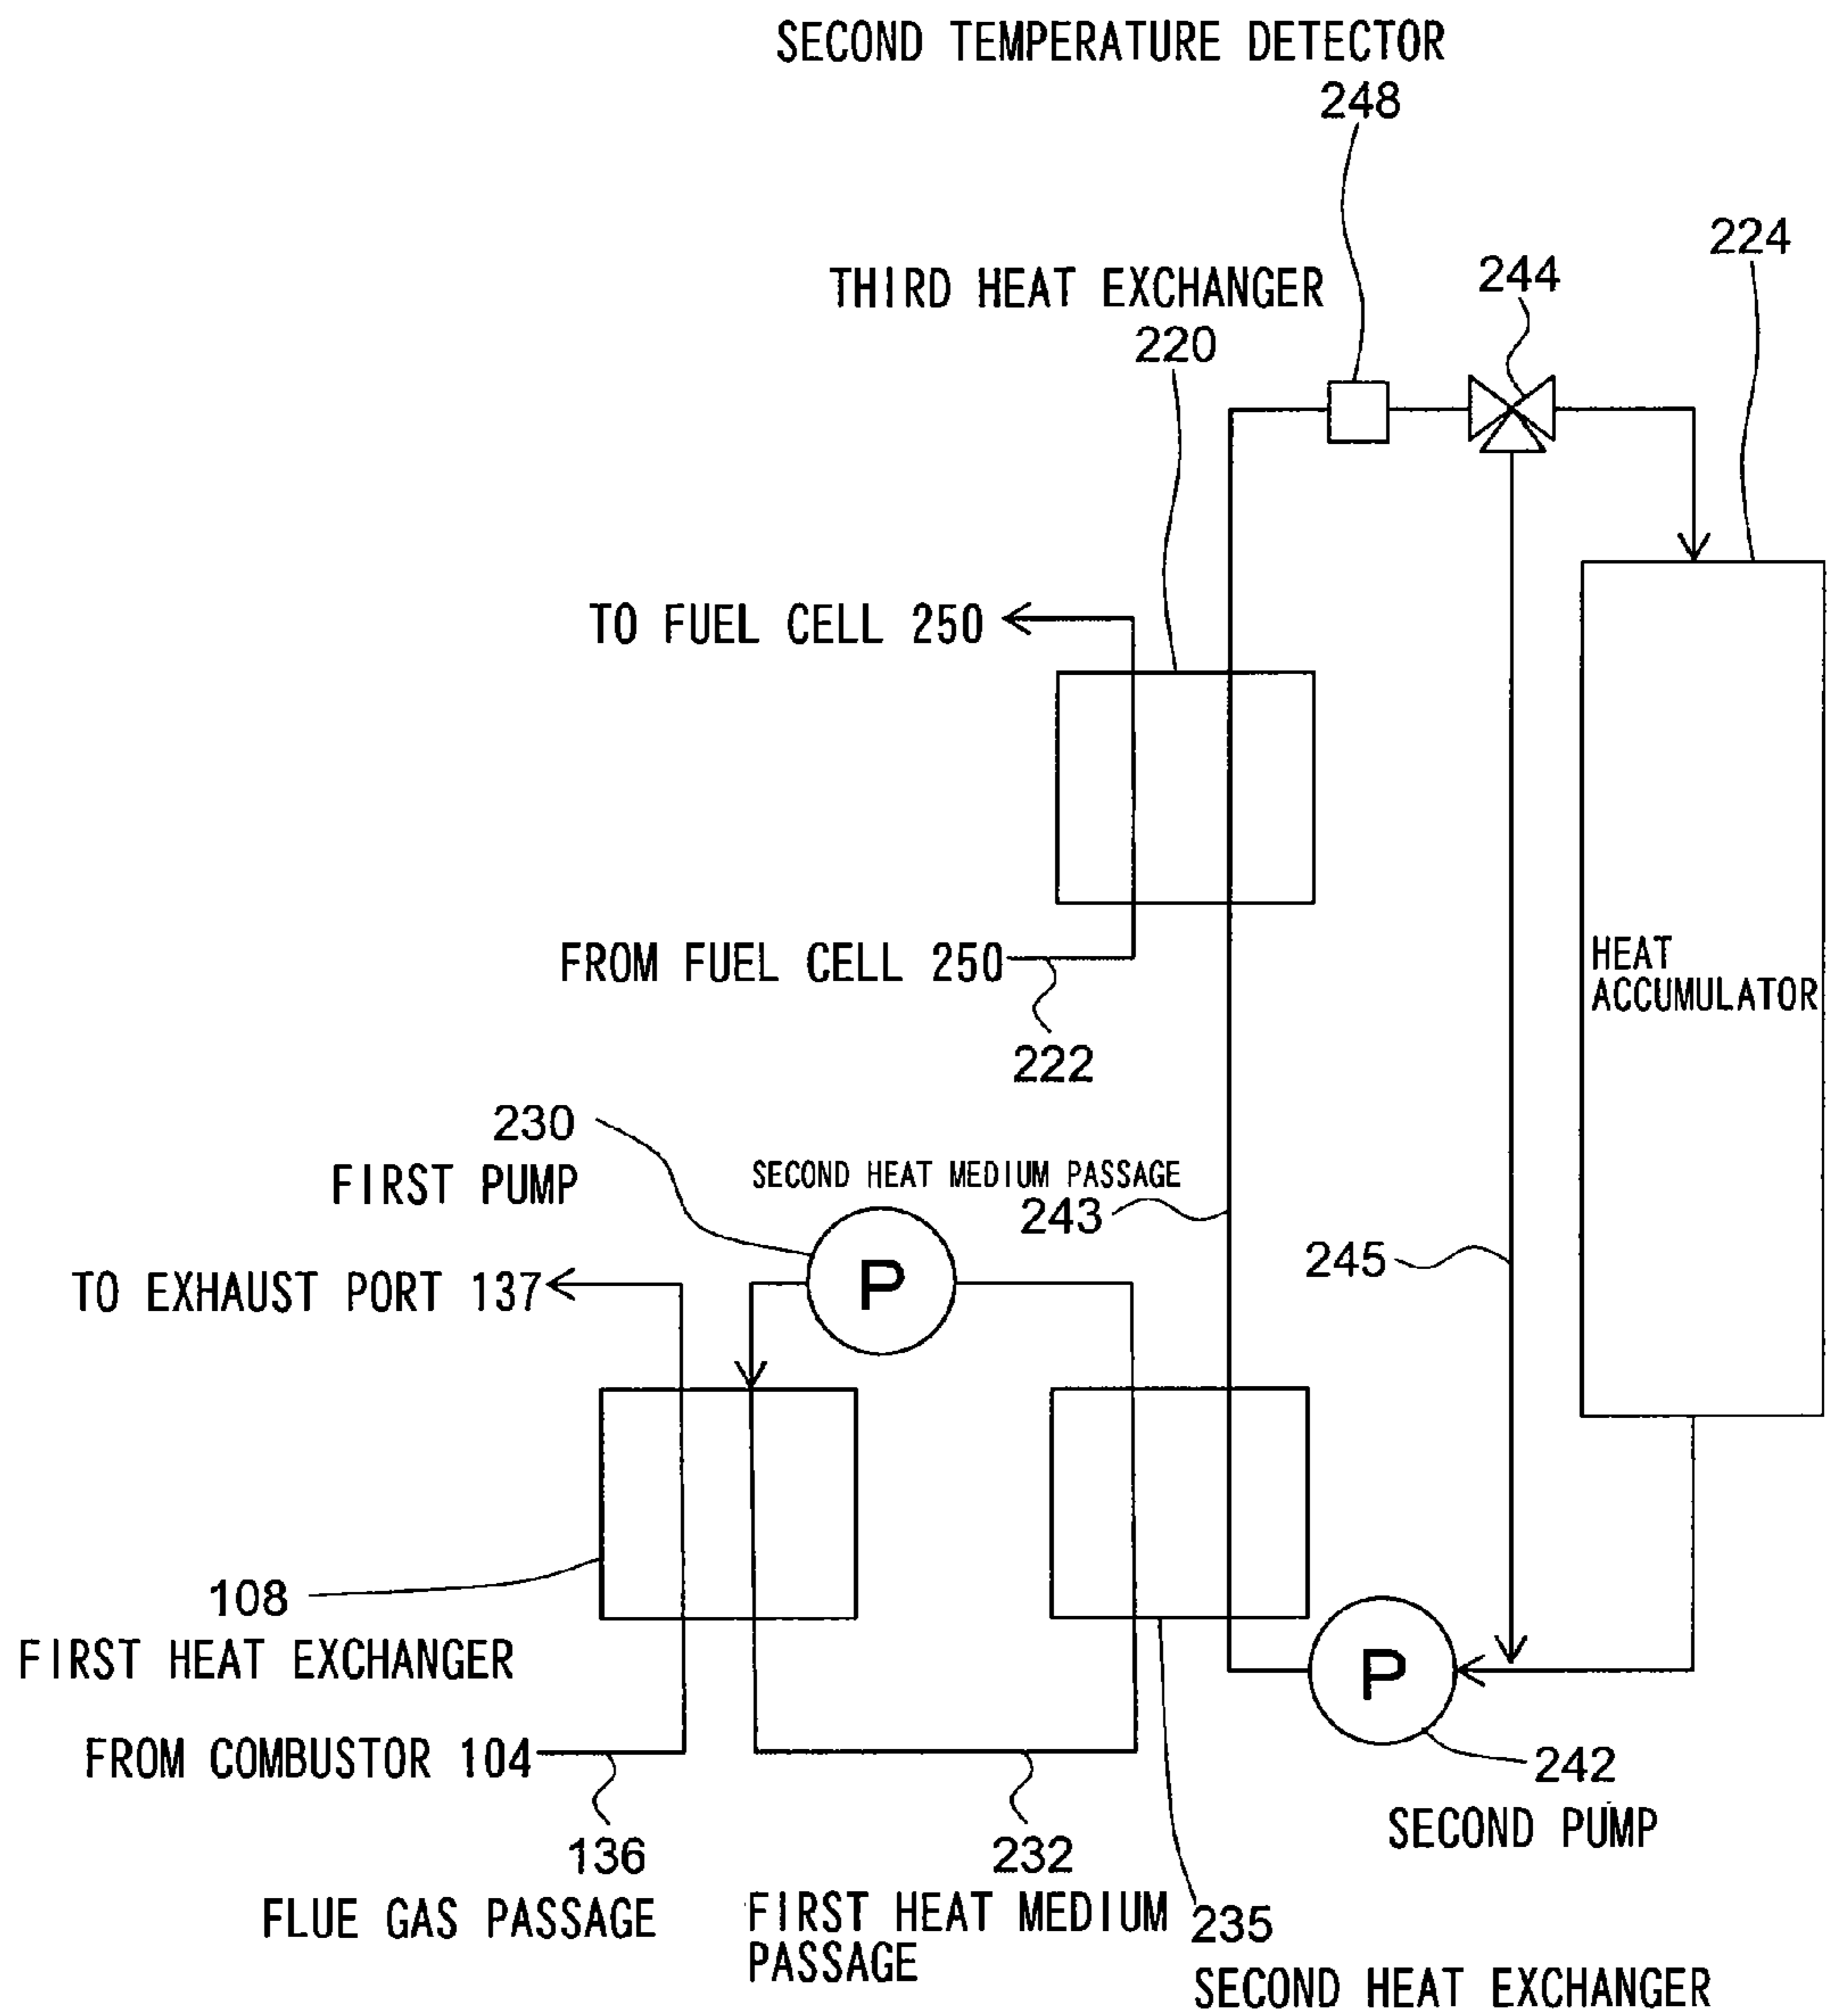 SECOND TEMPERATURE DETECTOR
248
224
244
THIRD HEAT EXCHANGER
220
TO FUEL CELL 250
HEAT
ACCUMULATOR
FROM FUEL CELL 250
222
230
FIRST PUMP
SECOND HEAT MEDIUM PASSAGE
243
245
P
TO EXHAUST PORT 137
108
FIRST HEAT EXCHANGER
P
FROM COMBUSTOR 104
242
SECOND PUMP
136
FLUE GAS PASSAGE
232
FIRST HEAT MEDIUM
PASSAGE
235
SECOND HEAT EXCHANGER